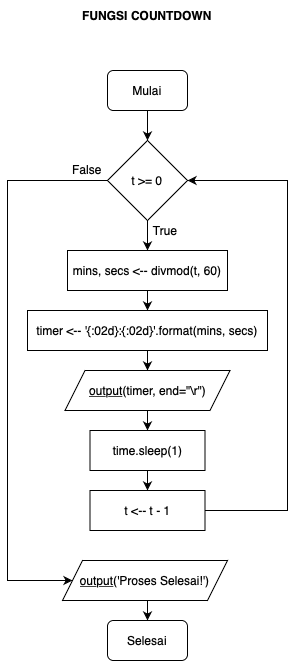 FUNGSI COUNTDOWN
Mulai
False
t >= 0
True
mins, secs <-- divmod(t, 60)
timer <-- '{:02d}:{:02d}'.format(mins, secs)
output(timer, end="\r")
time.sleep(1)
t <-- t - 1
output('Proses Selesai!')
Selesai